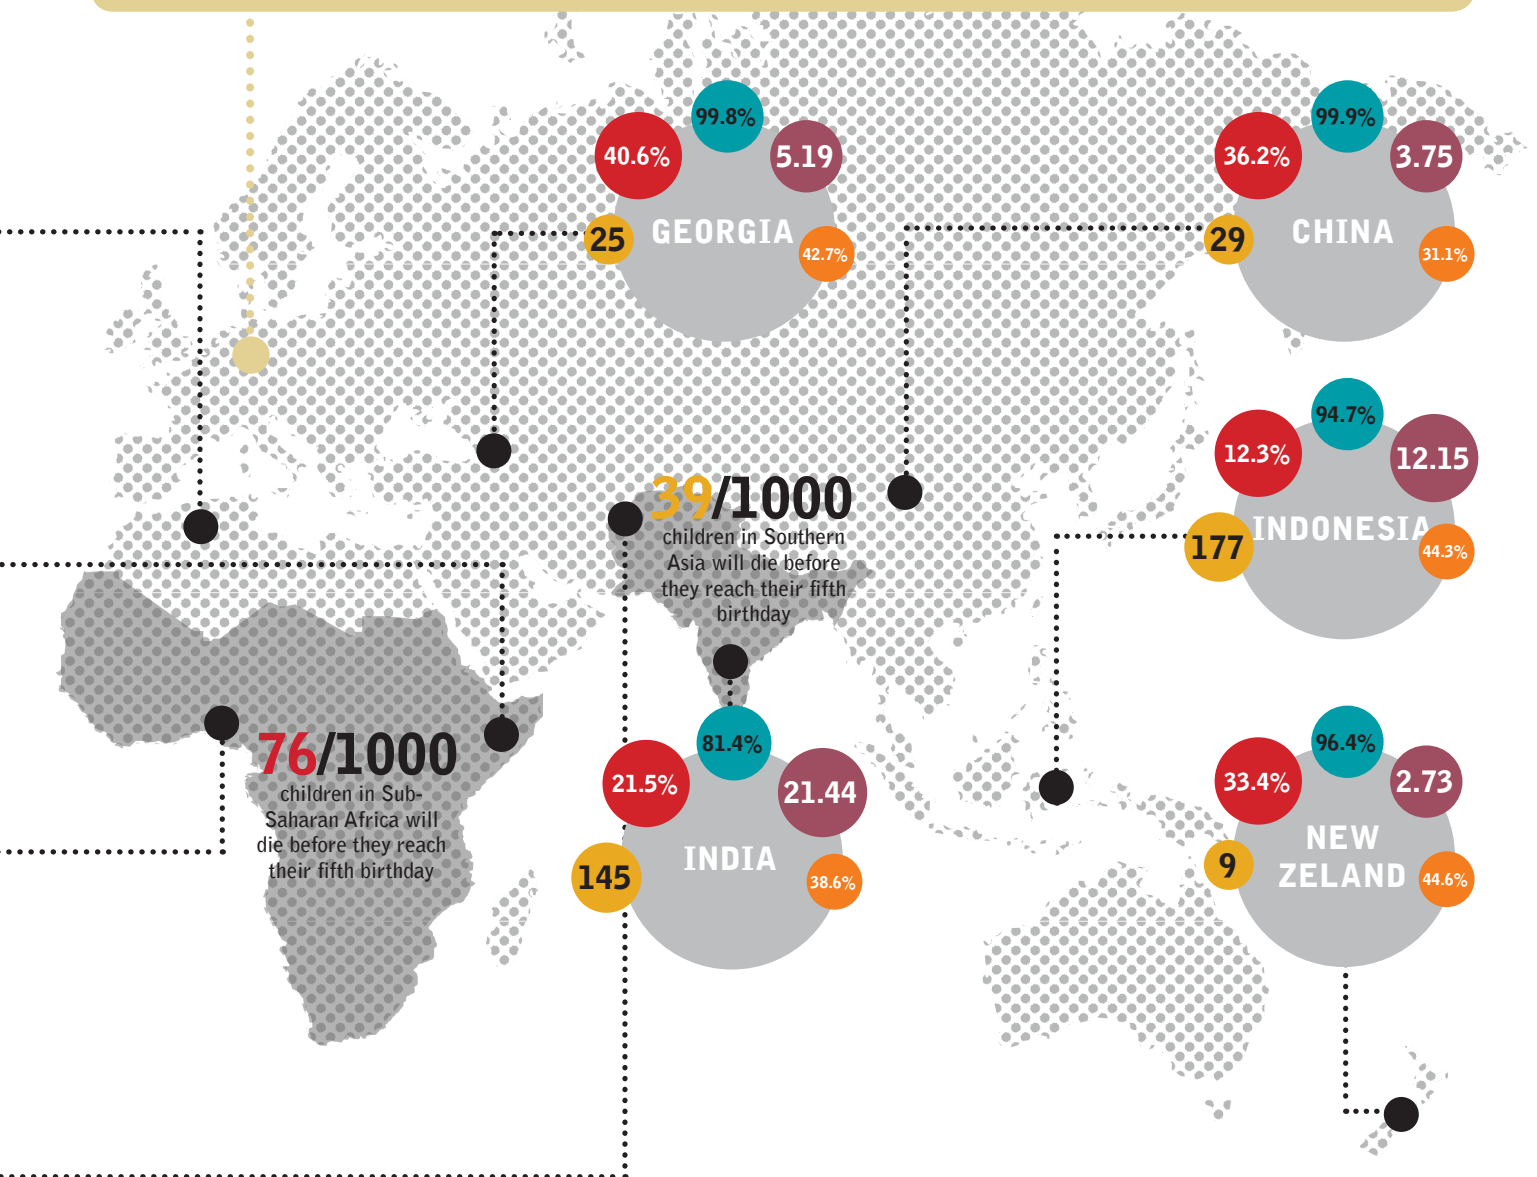 99.8%
40.6%
5.19
25
GEORGIA
42.7%
99.9%
36.2%
3.75
29
CHINA
31.1%
94.7%
12.3%
12.15
177
INDONESIA
44.3%
39/1000
children in Southern
Asia will die before
they reach their fifth
birthday
76/1000
children in Sub-
Saharan Africa will
die before they reach
their fifth birthday
81.4%
21.5%
21.44
145
INDIA
38.6%
96.4%
33.4%
2.73
9
NEW
ZELAND
44.6%